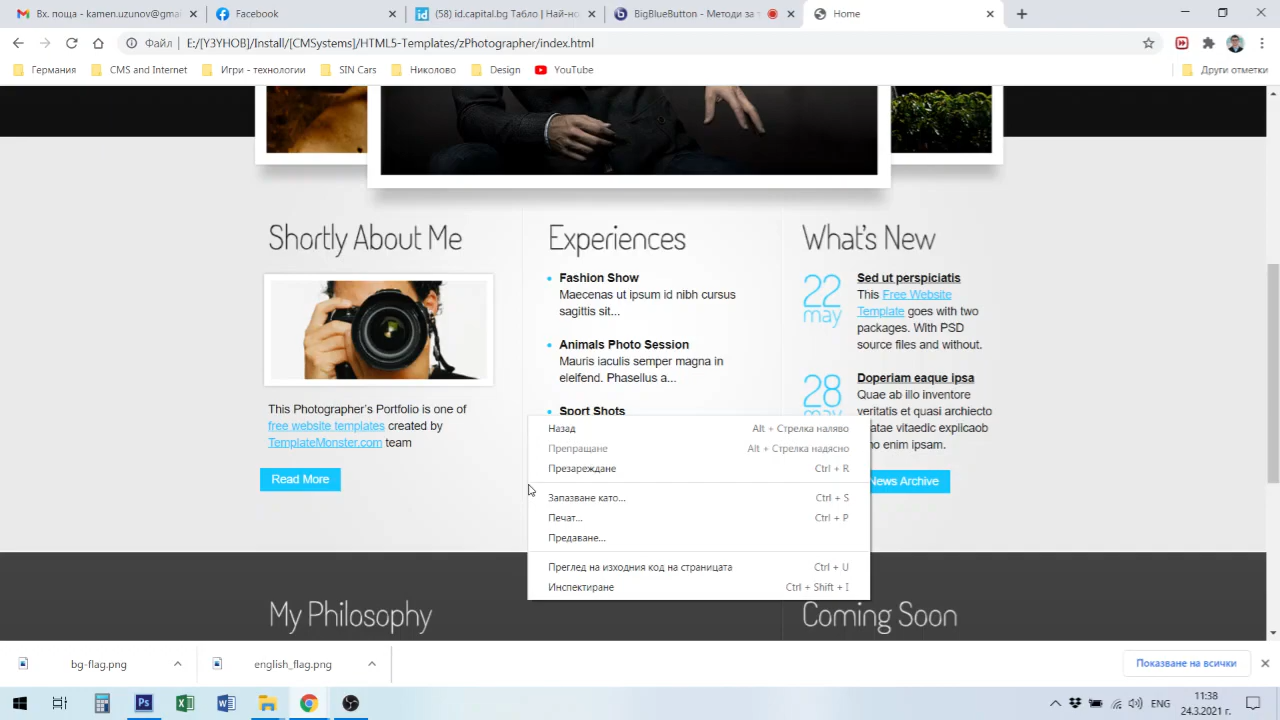 Вх. поща - kamen.uzunov@gma
Facebook
(58) id.capital.bg Табло | Най-но
BigBlueButton - Методи за
Home
Файл
E:/[Y3YHOB]/Install/[CMSystems]/HTML5-Templates/zPhotographer/index.html
Германия
CMS and Internet
Игри - технологии
SIN Cars
Николово
Design
YouTube
Други отметки
Shortly About Me
This Photographer's Portfolio is one of
free website templates created by
TemplateMonster.com team
Read More
Experiences
Fashion Show
Maecenas ut ipsum id nibh cursus
sagittis sit...
Animals Photo Session
Mauris iaculis semper magna in
eleifend. Phasellus a...
Sport Shots
What's New
22
may
Sed ut perspiciatis
This Free Website
Template goes with two
packages. With PSD
source files and without.
28
may
Doperiam eaque ipsa
Quae ab illo inventore
veritatis et quasi architecto
atae vitaedic explicaob
o enim ipsam.
News Archive
Назад Alt + Стрелка наляво
Препращане Alt + Стрелка надясно
Презареждане Ctrl + R
Запазване като... Ctrl + S
Печат... Ctrl + P
Предаване...
Преглед на изходния код на страницата Ctrl + U
Инспектиране Ctrl + Shift + I
My Philosophy
Coming Soon
bg-flag.png
english_flag.png
Показване на всички
Ps
ЕНГ
11:38
24.3.2021 г.